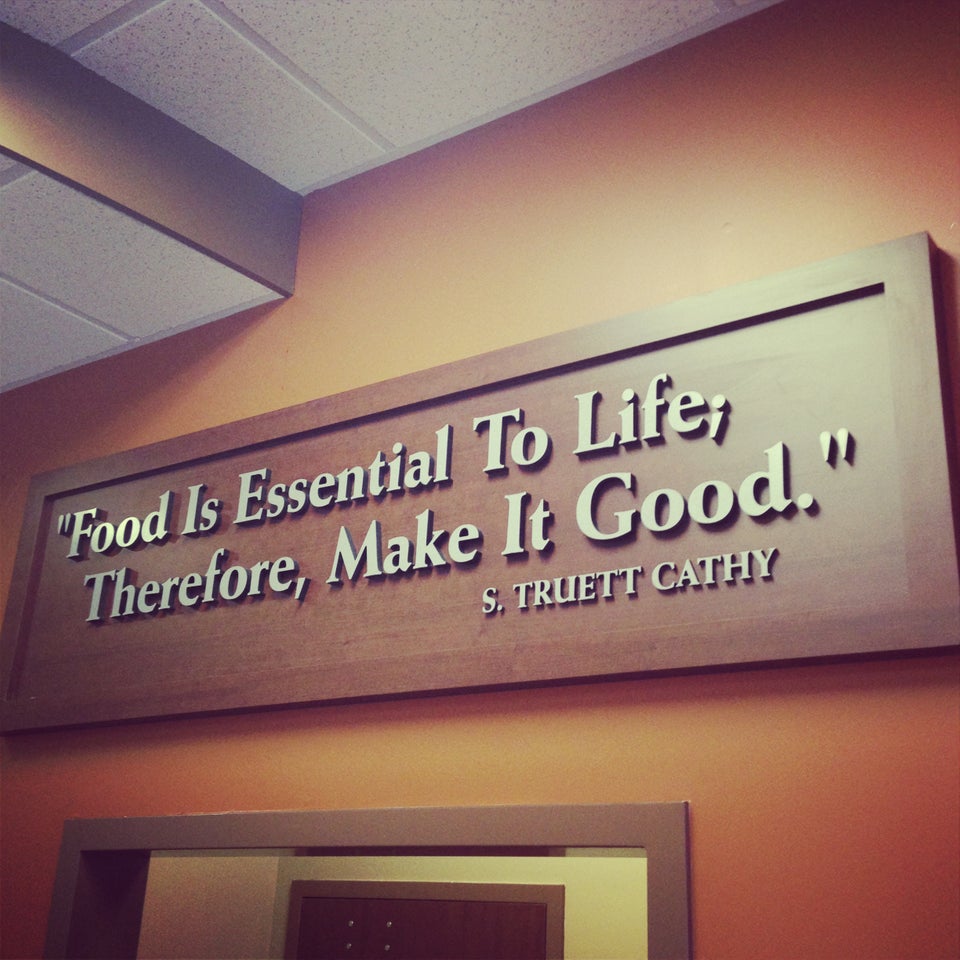 "Food Is Essential To Life;
Therefore, Make It Good."
S. TRUETT CATHY